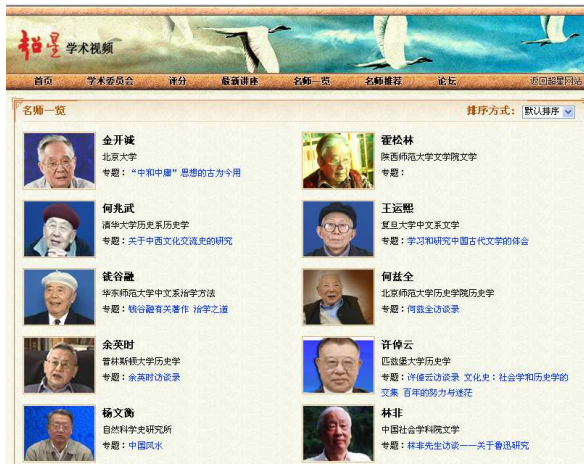 超星 学术视频
首页 学术委员会 评分 最新讲座 名师一览 名师推荐 论坛 返回超星网站
名师一览 排序方式： 默认排序
金开诚
北京大学
专题：“中和中庸”思想的古为今用
霍松林
陕西师范大学文学院文学
专题：
何兆武
清华大学历史系历史学
专题：关于中西文化交流史的研究
王运熙
复旦大学中文系文学
专题：学习和研究中国古代文学的体会
钱谷融
华东师范大学中文系治学方法
专题：钱谷融有关著作 治学之道
何兹全
北京师范大学历史学院历史学
专题：何兹全访谈录
余英时
普林斯顿大学历史学
专题：余英时访谈录
许倬云
匹兹堡大学历史学
专题：许倬云访谈录 文化史：社会学和历史学的
交集 百年的努力与迷茫
杨文衡
自然科学史研究所
专题：中国风水
林非
中国社会科学院文学
专题：林非先生访谈——关于鲁迅研究